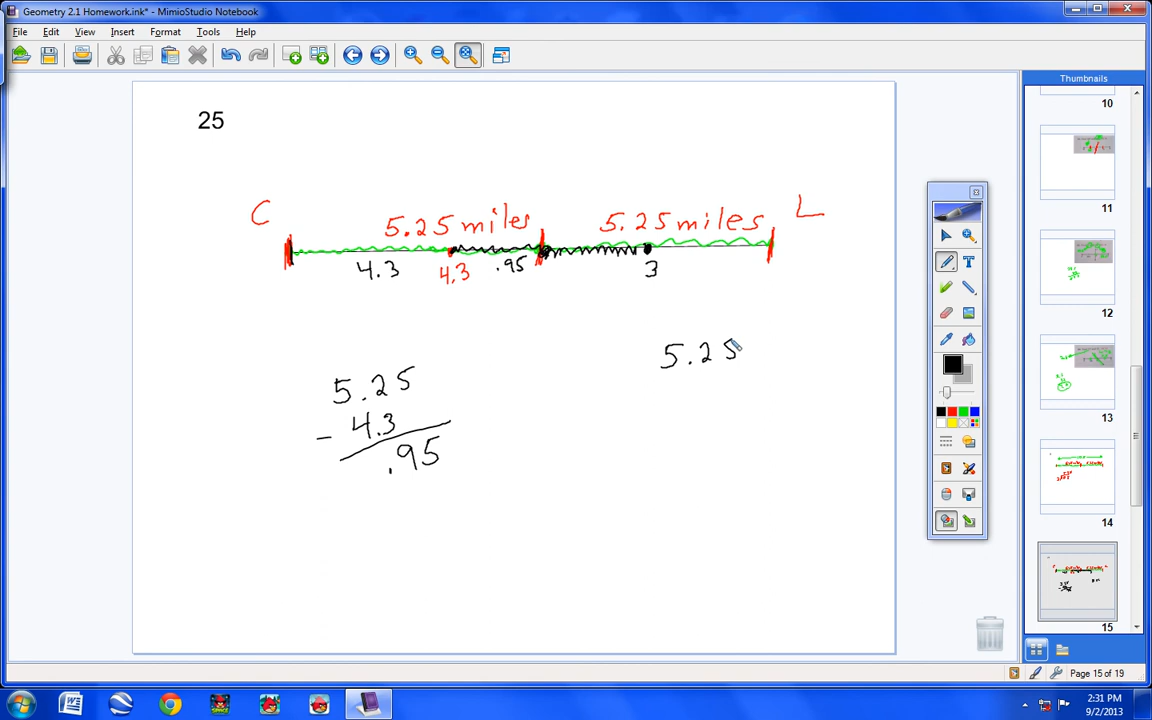 Geometry 2.1 Homework.ink* - MimioStudio Notebook
File Edit View Insert Format Tools Help
Thumbnails
10
11
12
13
14
15
25
C 5.25 miles 5.25 miles L
4.3 4.3 .95 3
5.25
5.25
- 4.3
.95
Page 15 of 19
2:31 PM
9/2/2013